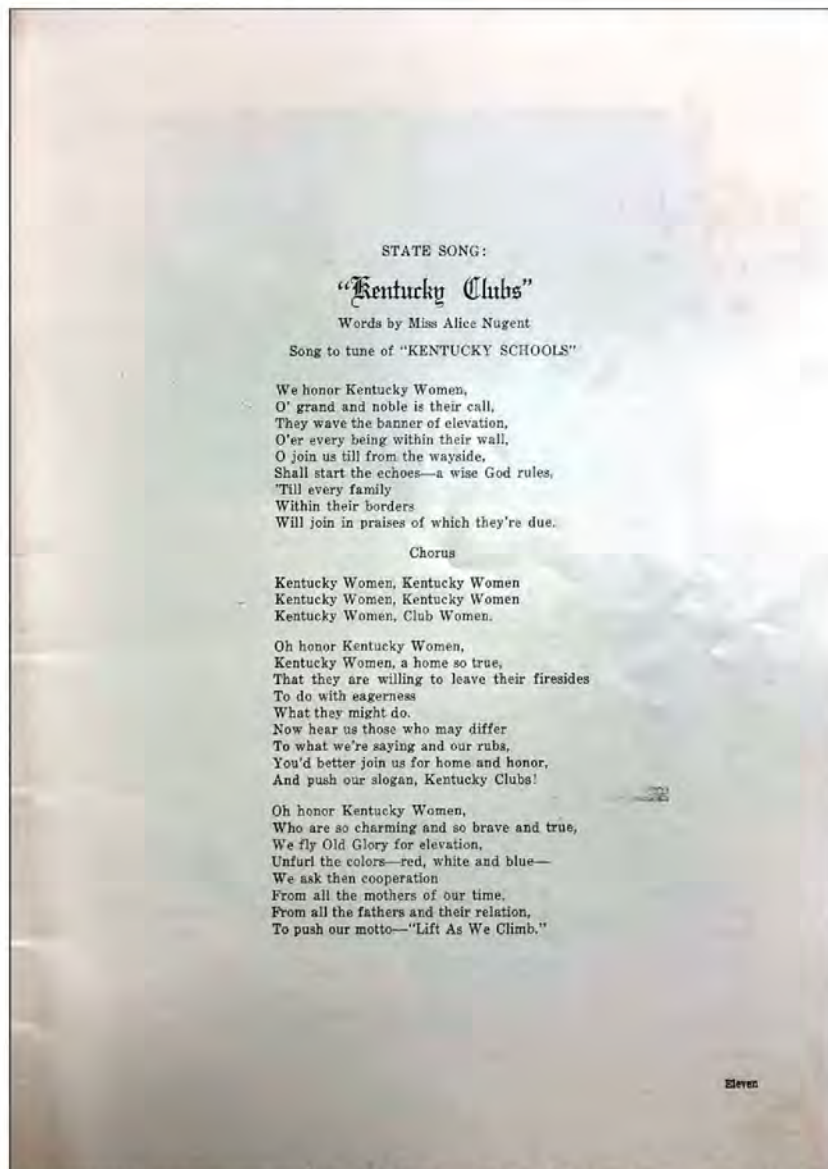 STATE SONG:
"Kentucky Clubs"
Words by Miss Alice Nugent
Song to tune of "KENTUCKY SCHOOLS"
We honor Kentucky Women,
O' grand and noble is their call,
They wave the banner of elevation,
O'er every being within their wall,
O join us till from the wayside,
Shall start the echoes—a wise God rules,
'Till every family
Within their borders
Will join in praises of which they're due.
Chorus
Kentucky Women, Kentucky Women
Kentucky Women, Kentucky Women
Kentucky Women, Club Women.
Oh honor Kentucky Women,
Kentucky Women, a home so true,
That they are willing to leave their firesides
To do with eagerness
What they might do.
Now hear us those who may differ
To what we're saying and our rubs,
You'd better join us for home and honor,
And push our slogan, Kentucky Clubs!
Oh honor Kentucky Women,
Who are so charming and so brave and true,
We fly Old Glory for elevation,
Unfurl the colors—red, white and blue—
We ask then cooperation
From all the mothers of our time,
From all the fathers and their relation,
To push our motto—"Lift As We Climb."
Eleven